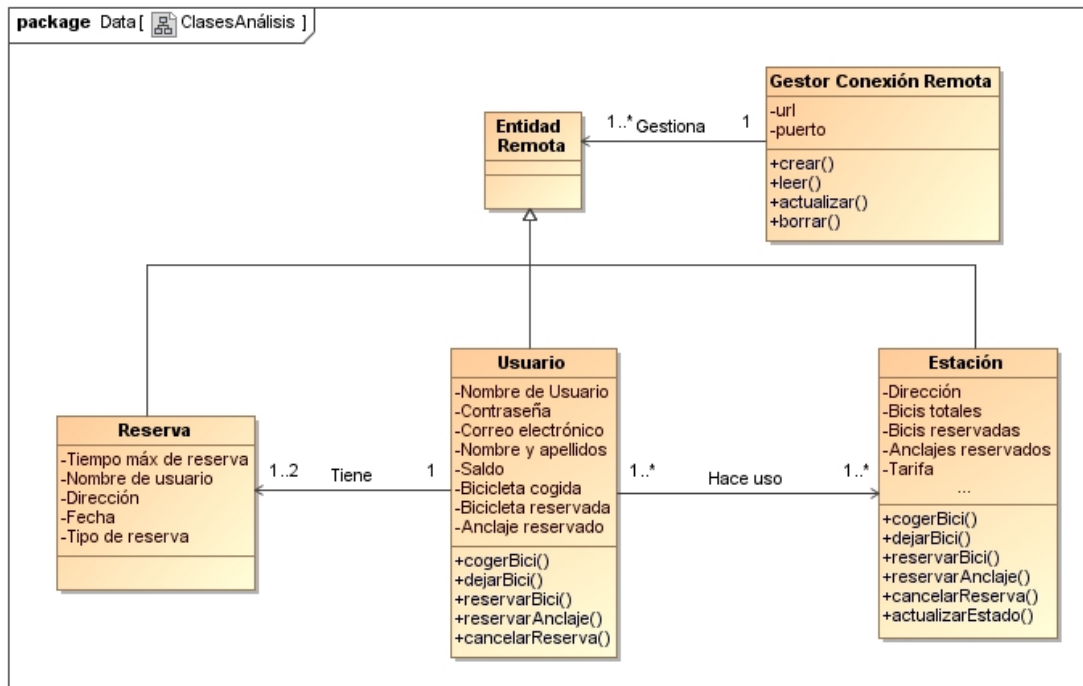 package Data[ ClasesAnálisis ]
Gestor Conexión Remota
-url
-puerto
+crear()
+leer()
+actualizar()
+borrar()
Entidad
Remota
1..* Gestiona 1
Reserva
-Tiempo máx de reserva
-Nombre de usuario
-Dirección
-Fecha
-Tipo de reserva
1..2 Tiene 1
Usuario
-Nombre de Usuario
-Contraseña
-Correo electrónico
-Nombre y apellidos
-Saldo
-Bicicleta cogida
-Bicicleta reservada
-Anclaje reservado
+cogerBici()
+dejarBici()
+reservarBici()
+reservarAnclaje()
+cancelarReserva()
1..* Hace uso 1..*
Estación
-Dirección
-Bicis totales
-Bicis reservadas
-Anclajes reservados
-Tarifa
...
+cogerBici()
+dejarBici()
+reservarBici()
+reservarAnclaje()
+cancelarReserva()
+actualizarEstado()